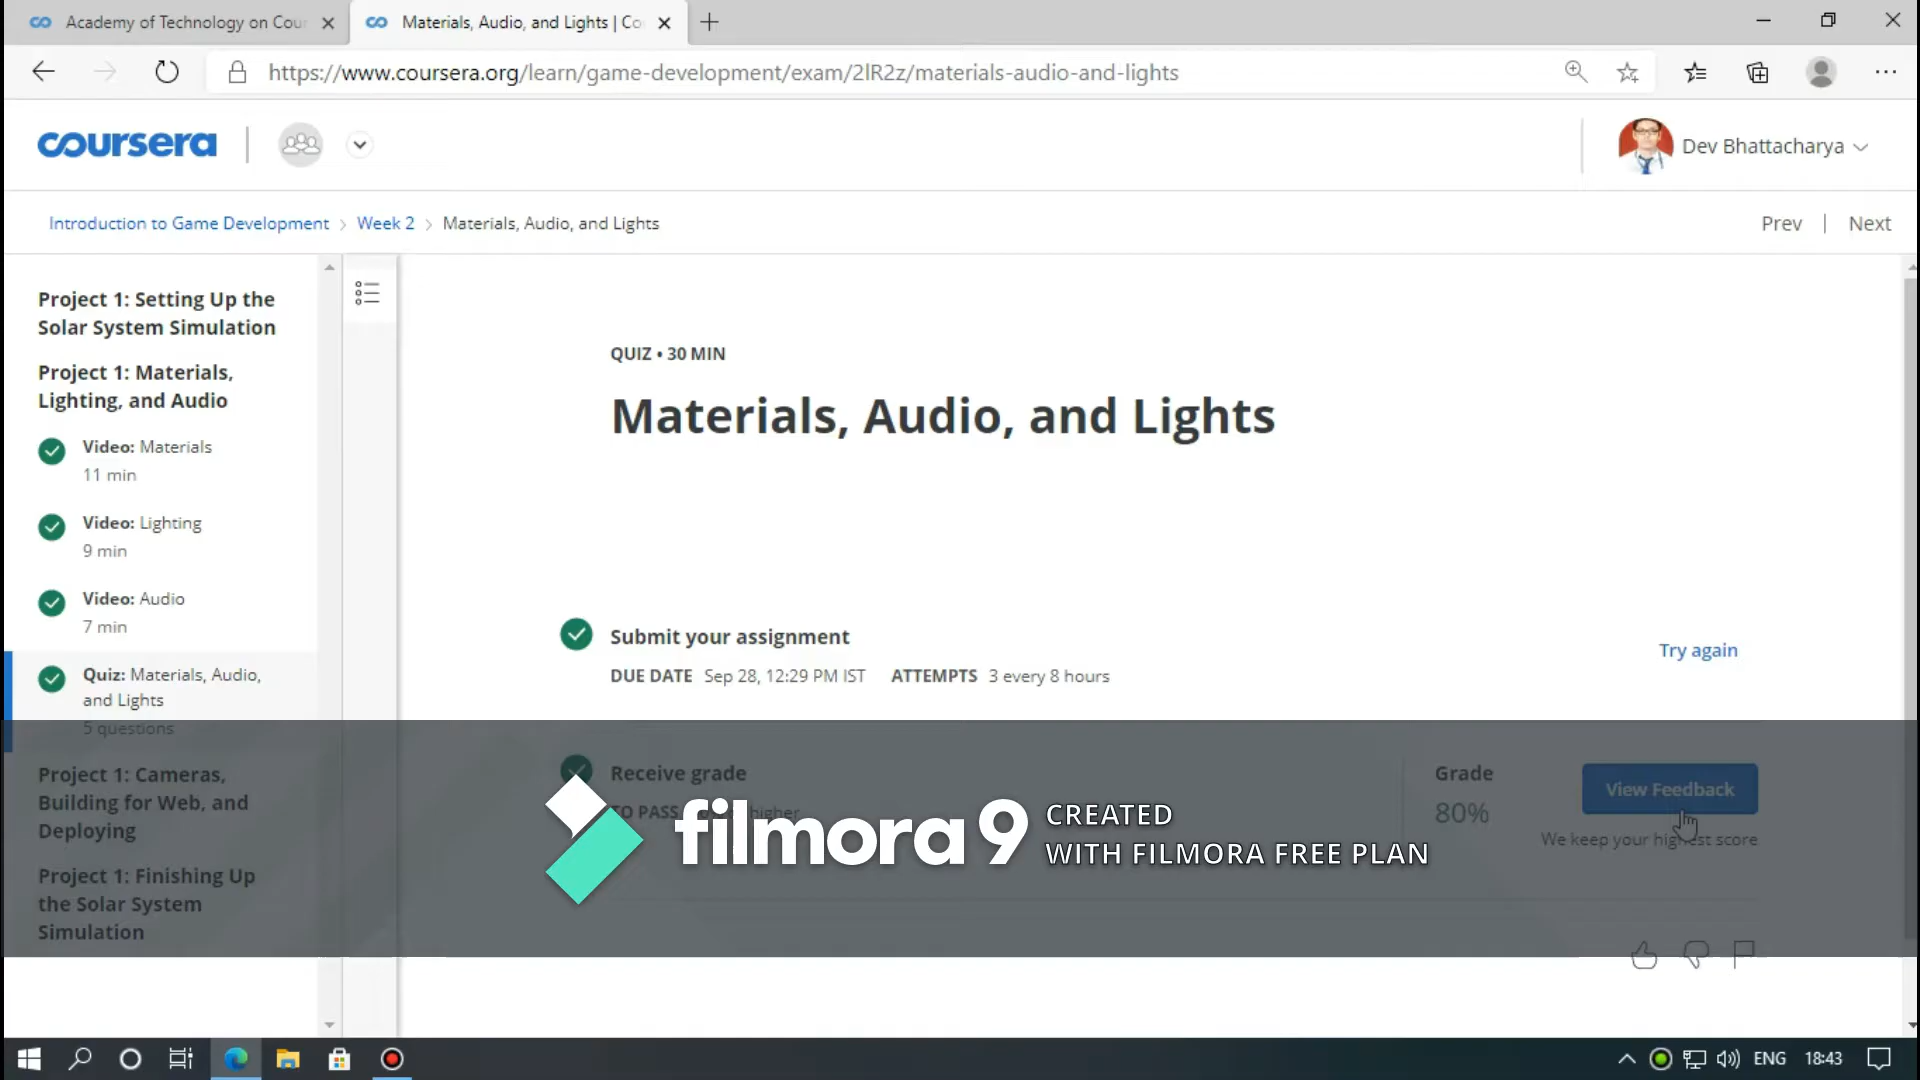 Academy of Technology on Cour
Materials, Audio, and Lights | Co
https://www.coursera.org/learn/game-development/exam/2lR2z/materials-audio-and-lights
coursera
Dev Bhattacharya
Introduction to Game Development > Week 2 > Materials, Audio, and Lights
Prev | Next
Project 1: Setting Up the
Solar System Simulation
Project 1: Materials,
Lighting, and Audio
Video: Materials
11 min
Video: Lighting
9 min
Video: Audio
7 min
Quiz: Materials, Audio,
and Lights
5 questions
Project 1: Cameras,
Building for Web, and
Deploying
Project 1: Finishing Up
the Solar System
Simulation
QUIZ • 30 MIN
Materials, Audio, and Lights
Submit your assignment
DUE DATE Sep 28, 12:29 PM IST ATTEMPTS 3 every 8 hours
Try again
Receive grade
TO PASS higher
Grade
80%
View Feedback
We keep your highest score
filmora9
CREATED
WITH FILMORA FREE PLAN
ENG 18:43